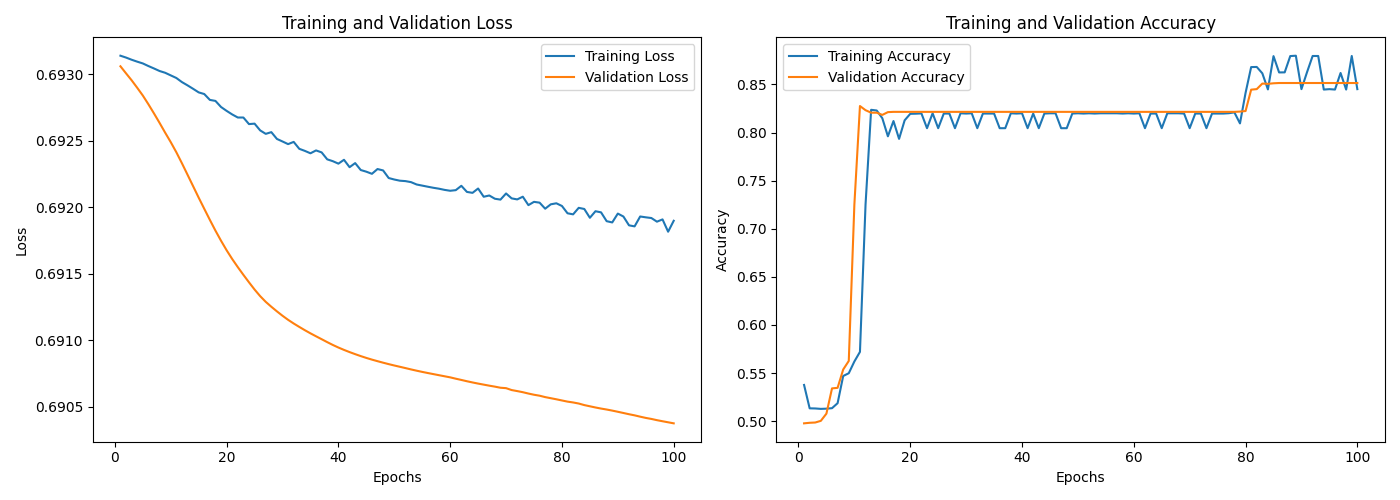 Training and Validation Loss
Training Loss
Validation Loss
0.6930
0.6925
0.6920
0.6915
0.6910
0.6905
Loss
0 20 40 60 80 100
Epochs
Training and Validation Accuracy
Training Accuracy
Validation Accuracy
0.85
0.80
0.75
0.70
0.65
0.60
0.55
0.50
Accuracy
0 20 40 60 80 100
Epochs